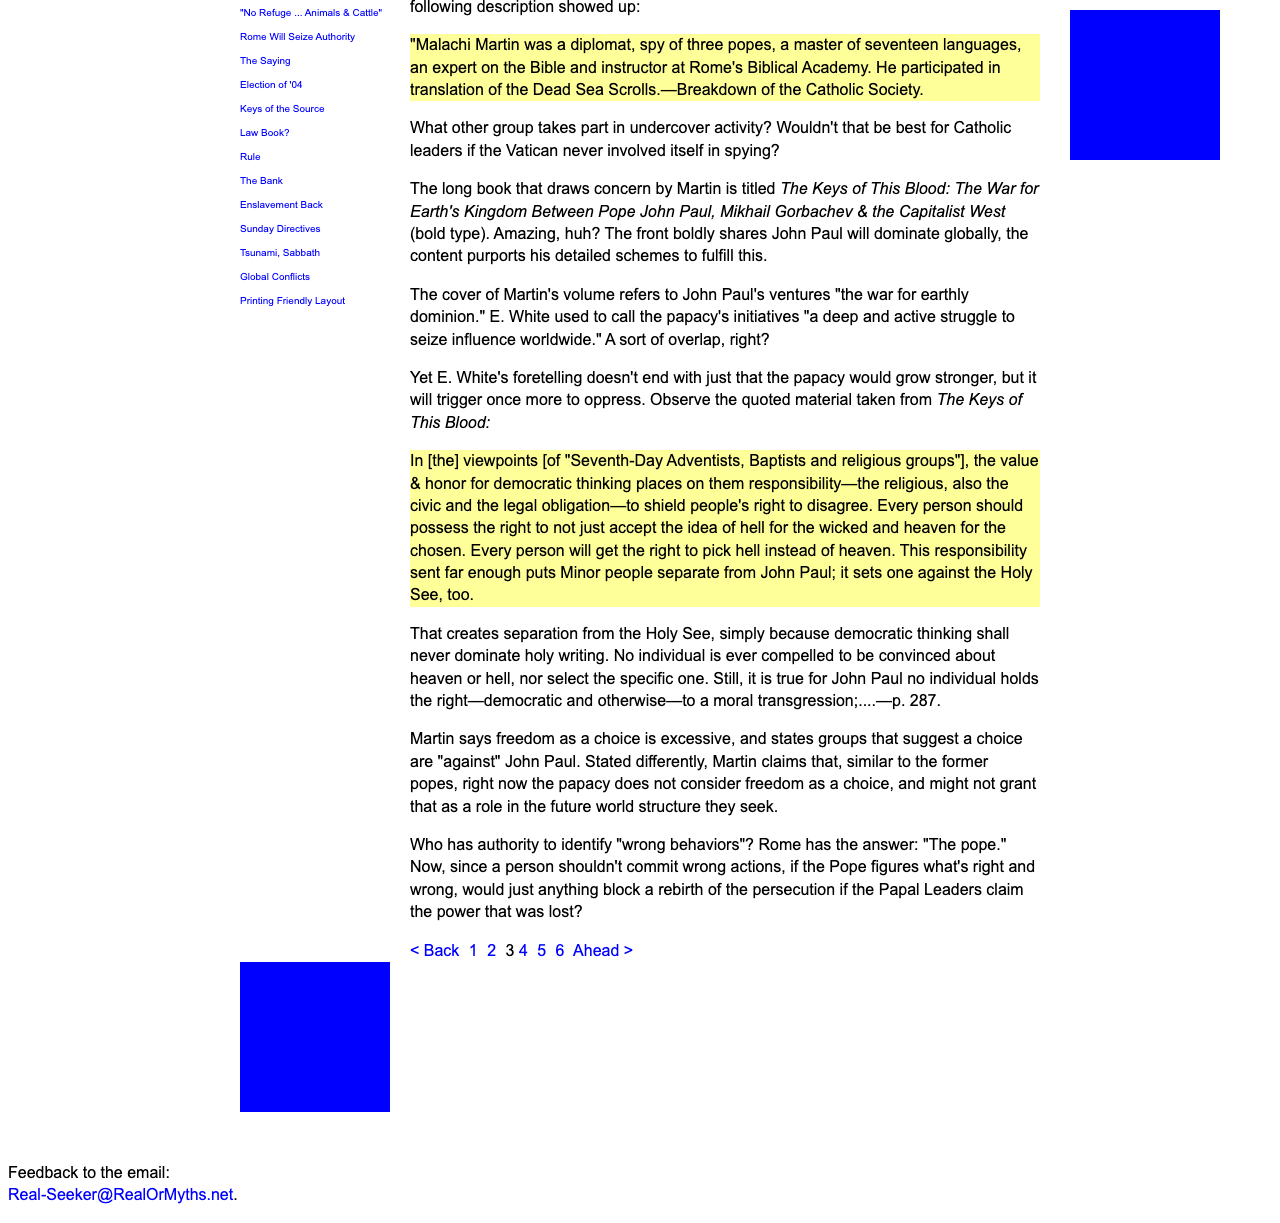 "No Refuge ... Animals & Cattle"
Rome Will Seize Authority
The Saying
Election of '04
Keys of the Source
Law Book?
Rule
The Bank
Enslavement Back
Sunday Directives
Tsunami, Sabbath
Global Conflicts
Printing Friendly Layout
following description showed up:
"Malachi Martin was a diplomat, spy of three popes, a master of seventeen languages,
an expert on the Bible and instructor at Rome's Biblical Academy. He participated in
translation of the Dead Sea Scrolls.—Breakdown of the Catholic Society.
What other group takes part in undercover activity? Wouldn't that be best for Catholic
leaders if the Vatican never involved itself in spying?
The long book that draws concern by Martin is titled The Keys of This Blood: The War for
Earth's Kingdom Between Pope John Paul, Mikhail Gorbachev & the Capitalist West
(bold type). Amazing, huh? The front boldly shares John Paul will dominate globally, the
content purports his detailed schemes to fulfill this.
The cover of Martin's volume refers to John Paul's ventures "the war for earthly
dominion." E. White used to call the papacy's initiatives "a deep and active struggle to
seize influence worldwide." A sort of overlap, right?
Yet E. White's foretelling doesn't end with just that the papacy would grow stronger, but it
will trigger once more to oppress. Observe the quoted material taken from The Keys of
This Blood:
In [the] viewpoints [of "Seventh-Day Adventists, Baptists and religious groups"], the value
& honor for democratic thinking places on them responsibility—the religious, also the
civic and the legal obligation—to shield people's right to disagree. Every person should
possess the right to not just accept the idea of hell for the wicked and heaven for the
chosen. Every person will get the right to pick hell instead of heaven. This responsibility
sent far enough puts Minor people separate from John Paul; it sets one against the Holy
See, too.
That creates separation from the Holy See, simply because democratic thinking shall
never dominate holy writing. No individual is ever compelled to be convinced about
heaven or hell, nor select the specific one. Still, it is true for John Paul no individual holds
the right—democratic and otherwise—to a moral transgression;....—p. 287.
Martin says freedom as a choice is excessive, and states groups that suggest a choice
are "against" John Paul. Stated differently, Martin claims that, similar to the former
popes, right now the papacy does not consider freedom as a choice, and might not grant
that as a role in the future world structure they seek.
Who has authority to identify "wrong behaviors"? Rome has the answer: "The pope."
Now, since a person shouldn't commit wrong actions, if the Pope figures what's right and
wrong, would just anything block a rebirth of the persecution if the Papal Leaders claim
the power that was lost?
< Back 1 2 3 4 5 6 Ahead >
Feedback to the email:
Real-Seeker@RealOrMyths.net.